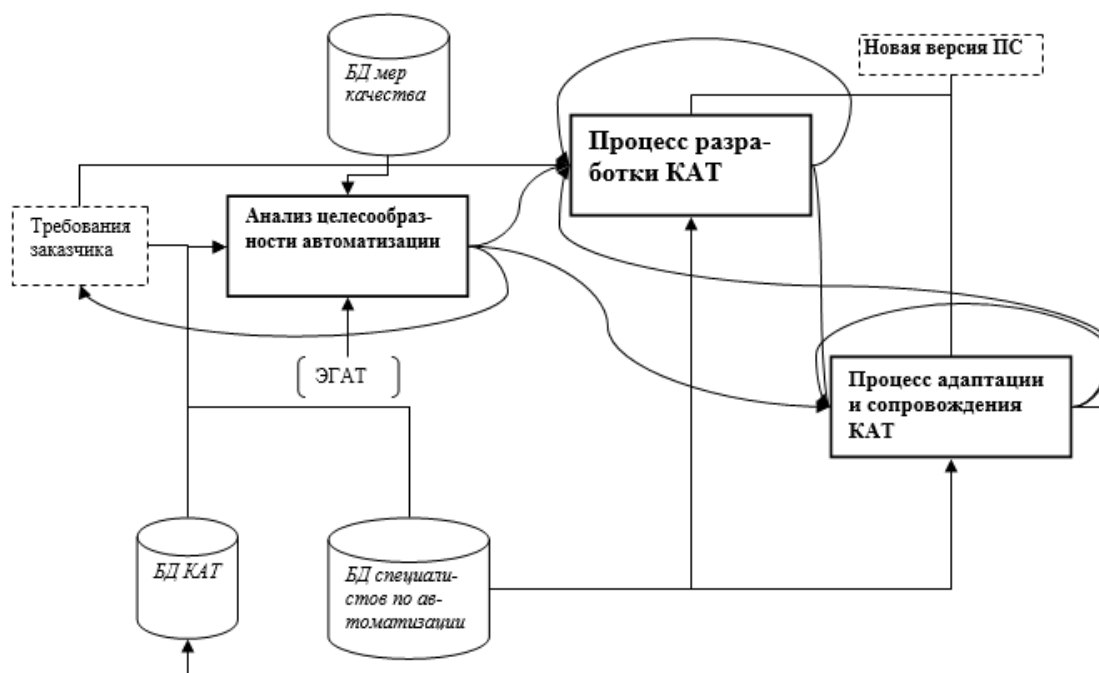 БД мер
качества
Новая версия ПС
Процесс разра-
ботки КАТ
Требования
заказчика
Анализ целесообраз-
ности автоматизации
ЭГАТ
Процесс адаптации
и сопровождения
КАТ
БД КАТ
БД специали-
стов по ав-
томатизации